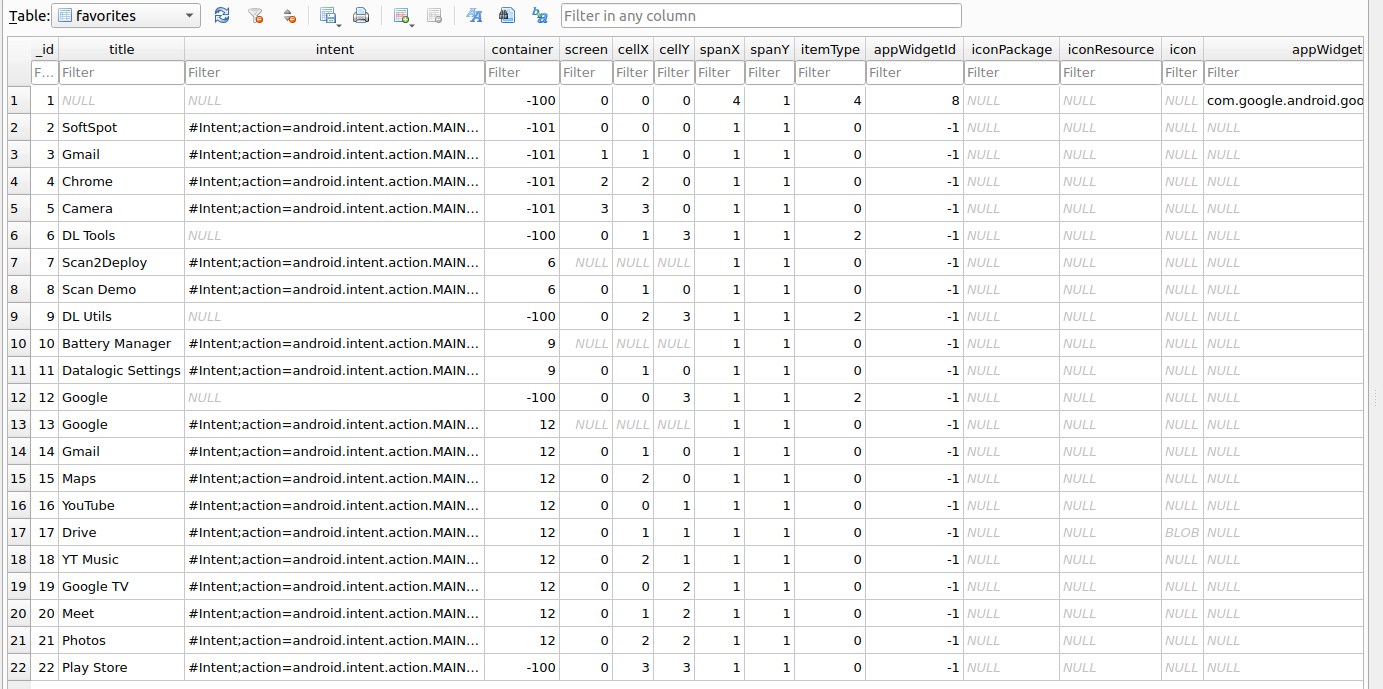 Table: favorites Filter in any column
_id title intent container screen cellX cellY spanX spanY itemType appWidgetId iconPackage iconResource icon appWidget
F... Filter Filter Filter Filter Filter Filter Filter Filter Filter Filter Filter Filter Filter Filter
1 1 NULL NULL -100 0 0 0 4 1 4 8 NULL NULL NULL com.google.android.goo
2 2 SoftSpot #Intent;action=android.intent.action.MAIN... -101 0 0 0 1 1 0 -1 NULL NULL NULL NULL
3 3 Gmail #Intent;action=android.intent.action.MAIN... -101 1 1 0 1 1 0 -1 NULL NULL NULL NULL
4 4 Chrome #Intent;action=android.intent.action.MAIN... -101 2 2 0 1 1 0 -1 NULL NULL NULL NULL
5 5 Camera #Intent;action=android.intent.action.MAIN... -101 3 3 0 1 1 0 -1 NULL NULL NULL NULL
6 6 DL Tools NULL -100 0 1 3 1 1 2 -1 NULL NULL NULL NULL
7 7 Scan2Deploy #Intent;action=android.intent.action.MAIN... 6 NULL NULL NULL 1 1 0 -1 NULL NULL NULL NULL
8 8 Scan Demo #Intent;action=android.intent.action.MAIN... 6 0 1 0 1 1 0 -1 NULL NULL NULL NULL
9 9 DL Utils NULL -100 0 2 3 1 1 2 -1 NULL NULL NULL NULL
10 10 Battery Manager #Intent;action=android.intent.action.MAIN... 9 NULL NULL NULL 1 1 0 -1 NULL NULL NULL NULL
11 11 Datalogic Settings #Intent;action=android.intent.action.MAIN... 9 0 1 0 1 1 0 -1 NULL NULL NULL NULL
12 12 Google NULL -100 0 0 3 1 1 2 -1 NULL NULL NULL NULL
13 13 Google #Intent;action=android.intent.action.MAIN... 12 NULL NULL NULL 1 1 0 -1 NULL NULL NULL NULL
14 14 Gmail #Intent;action=android.intent.action.MAIN... 12 0 1 0 1 1 0 -1 NULL NULL NULL NULL
15 15 Maps #Intent;action=android.intent.action.MAIN... 12 0 2 0 1 1 0 -1 NULL NULL NULL NULL
16 16 YouTube #Intent;action=android.intent.action.MAIN... 12 0 0 1 1 1 0 -1 NULL NULL NULL NULL
17 17 Drive #Intent;action=android.intent.action.MAIN... 12 0 1 1 1 1 0 -1 NULL NULL BLOB NULL
18 18 YT Music #Intent;action=android.intent.action.MAIN... 12 0 2 1 1 1 0 -1 NULL NULL NULL NULL
19 19 Google TV #Intent;action=android.intent.action.MAIN... 12 0 0 2 1 1 0 -1 NULL NULL NULL NULL
20 20 Meet #Intent;action=android.intent.action.MAIN... 12 0 1 2 1 1 0 -1 NULL NULL NULL NULL
21 21 Photos #Intent;action=android.intent.action.MAIN... 12 0 2 2 1 1 0 -1 NULL NULL NULL NULL
22 22 Play Store #Intent;action=android.intent.action.MAIN... -100 0 3 3 1 1 0 -1 NULL NULL NULL NULL